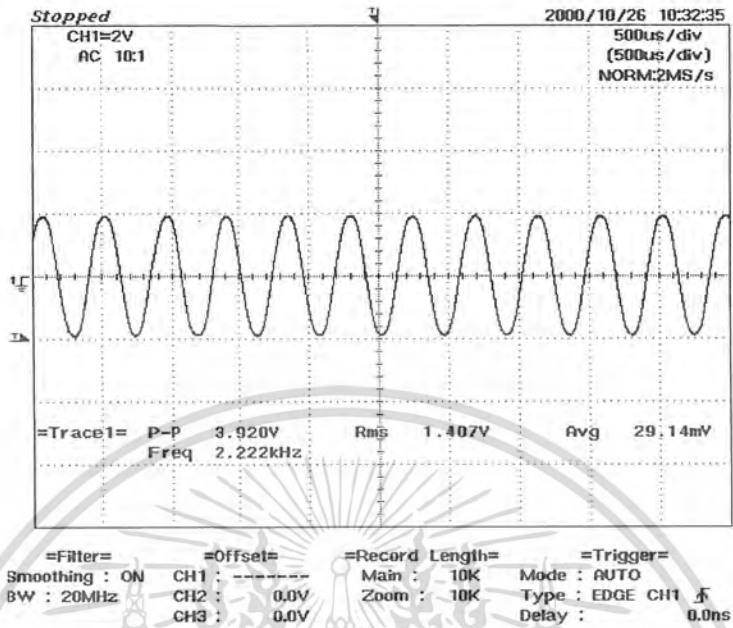 Stopped 2000/10/26 10:32:35
CH1=2V 500us/div
AC 10:1 (500us/div)
NORM:2MS/s
=Trace1= P-P 3.920V Rms 1.407V Avg 29.14mV
Freq 2.222kHz
=Filter= =Offset= =Record Length= =Trigger=
Smoothing : ON CH1 : ------- Main : 10K Mode : AUTO
BW : 20MHz CH2 : 0.0V Zoom : 10K Type : EDGE CH1
CH3 : 0.0V Delay : 0.0ns